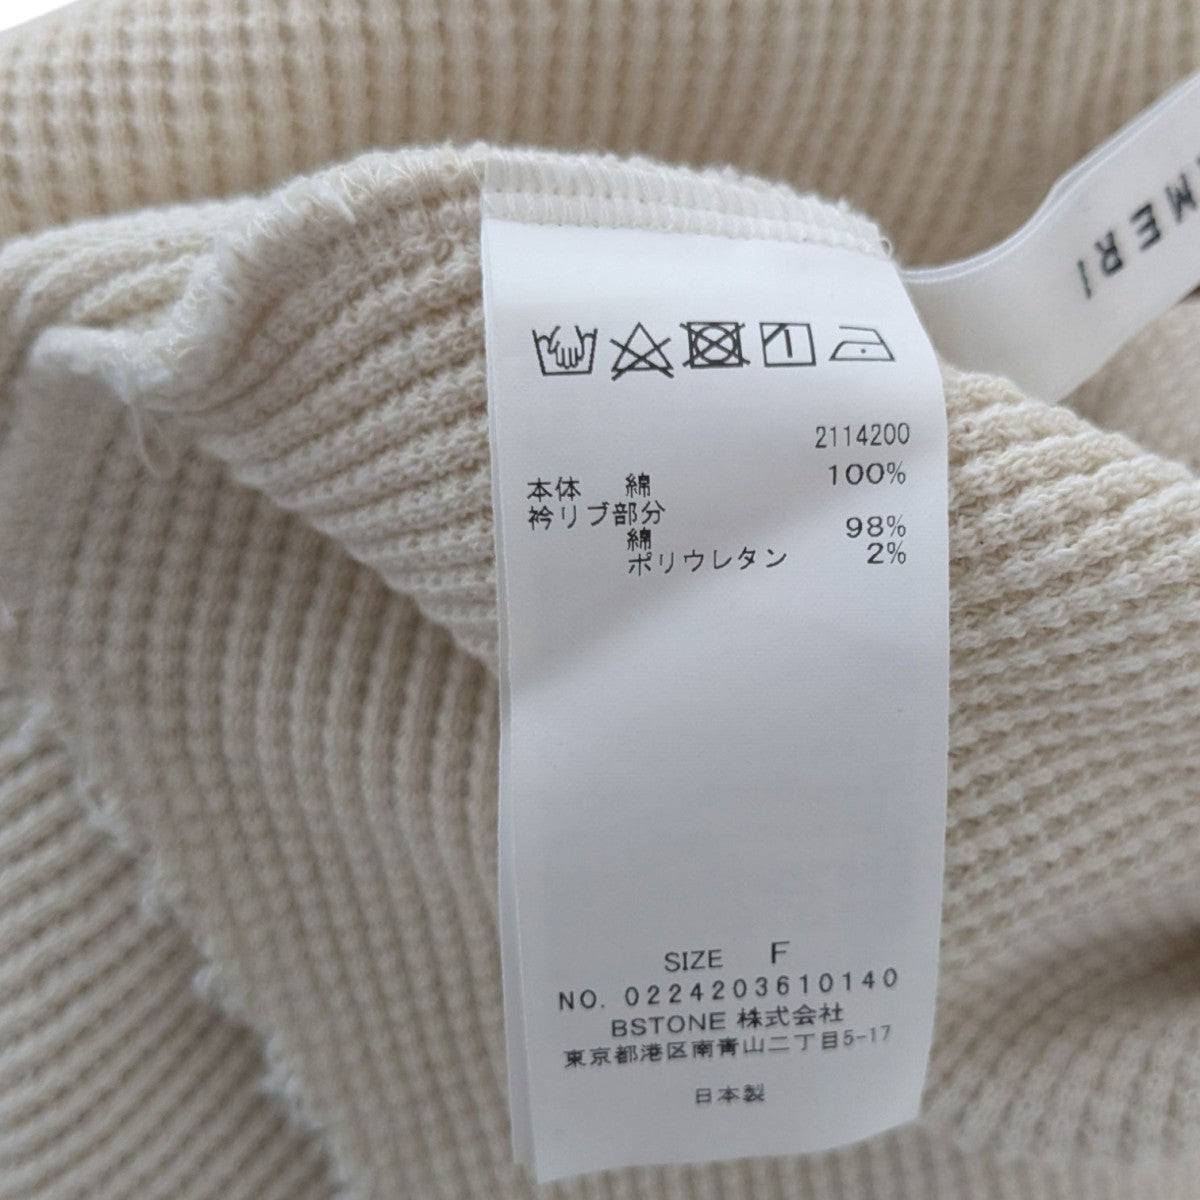 MERI
2114200
本体 綿 100%
衿リブ部分
綿 98%
ポリウレタン 2%
SIZE F
NO. 0224203610140
BSTONE 株式会社
東京都港区南青山二丁目5-17
日本製